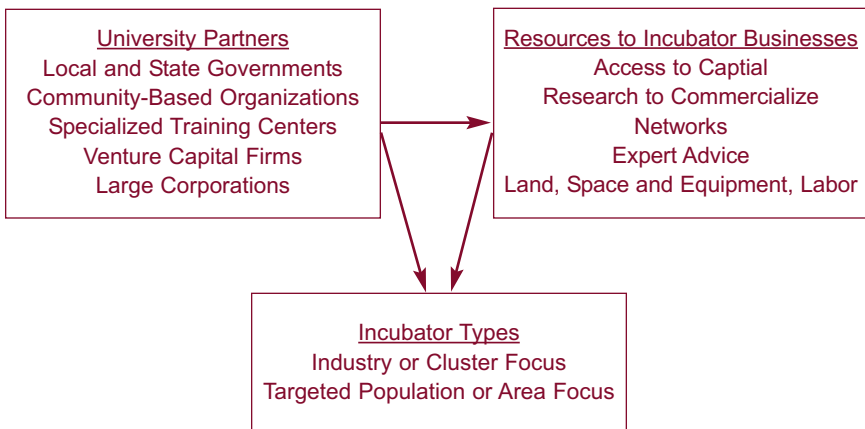 University Partners
Local and State Governments
Community-Based Organizations
Specialized Training Centers
Venture Capital Firms
Large Corporations
Resources to Incubator Businesses
Access to Captial
Research to Commercialize
Networks
Expert Advice
Land, Space and Equipment, Labor
Incubator Types
Industry or Cluster Focus
Targeted Population or Area Focus